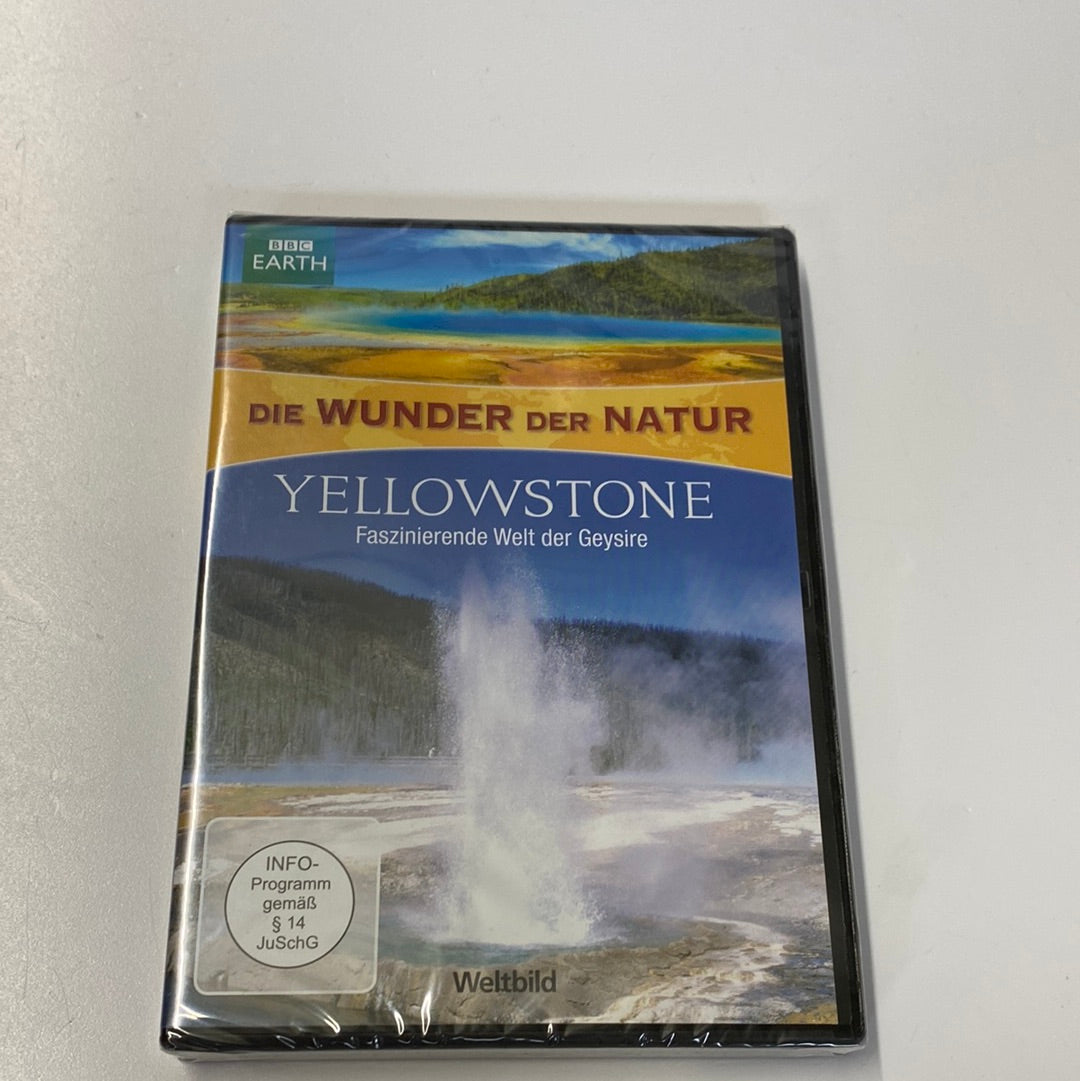 BBC
EARTH
DIE WUNDER DER NATUR
YELLOWSTONE
Faszinierende Welt der Geysire
INFO-
Programm
gemäß
§ 14
JuSchG
Weltbild